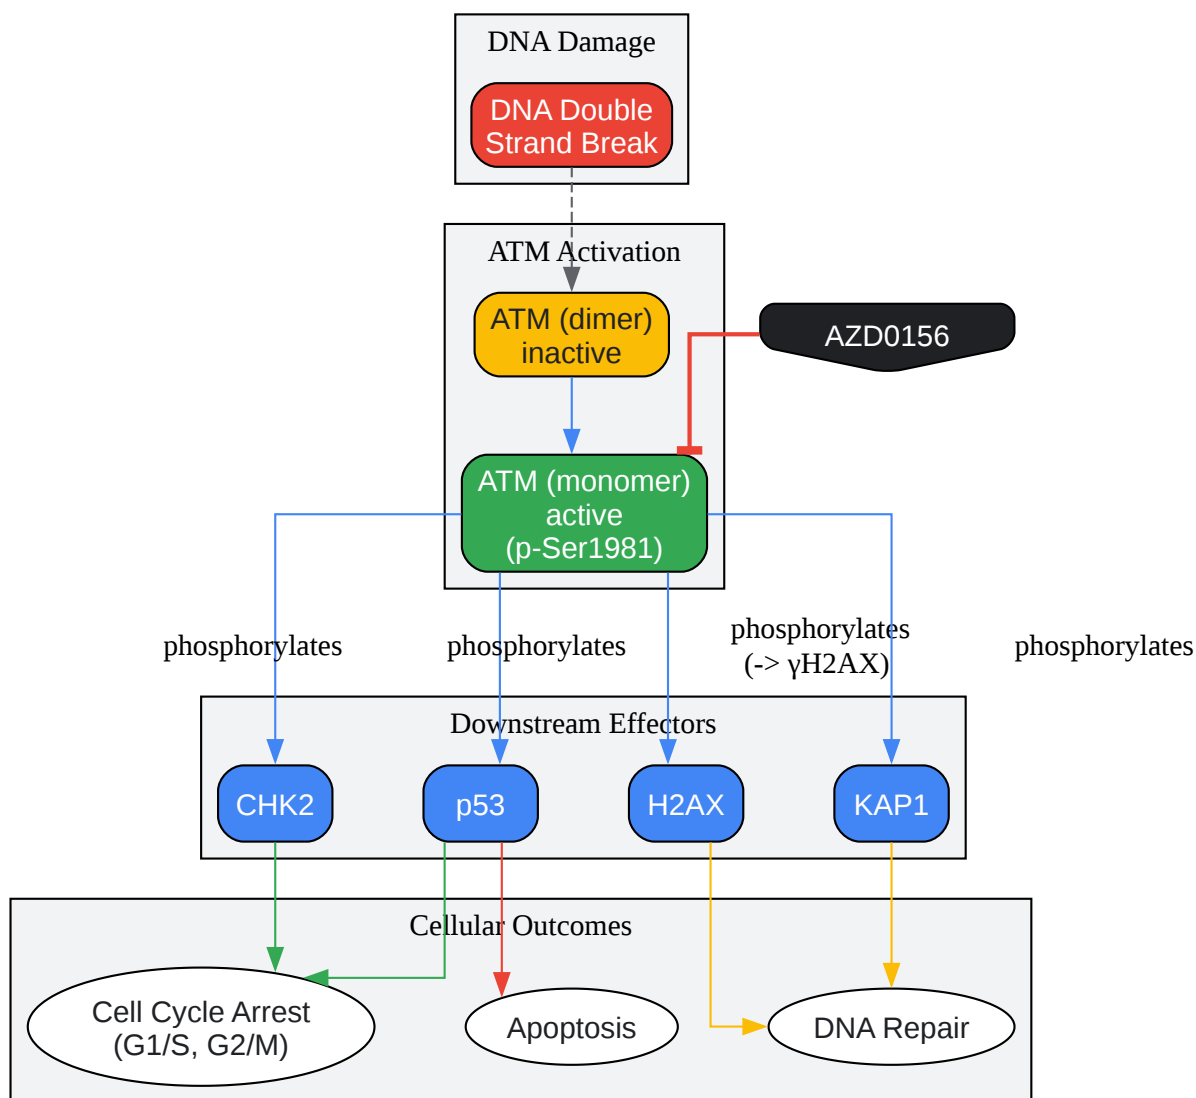 DNA Damage
DNA Double
Strand Break
ATM Activation
ATM (dimer)
inactive
AZD0156
ATM (monomer)
active
(p-Ser1981)
phosphorylates
phosphorylates
phosphorylates
(-> γH2AX)
phosphorylates
Downstream Effectors
CHK2
p53
H2AX
KAP1
Cellular Outcomes
Cell Cycle Arrest
(G1/S, G2/M)
Apoptosis
DNA Repair